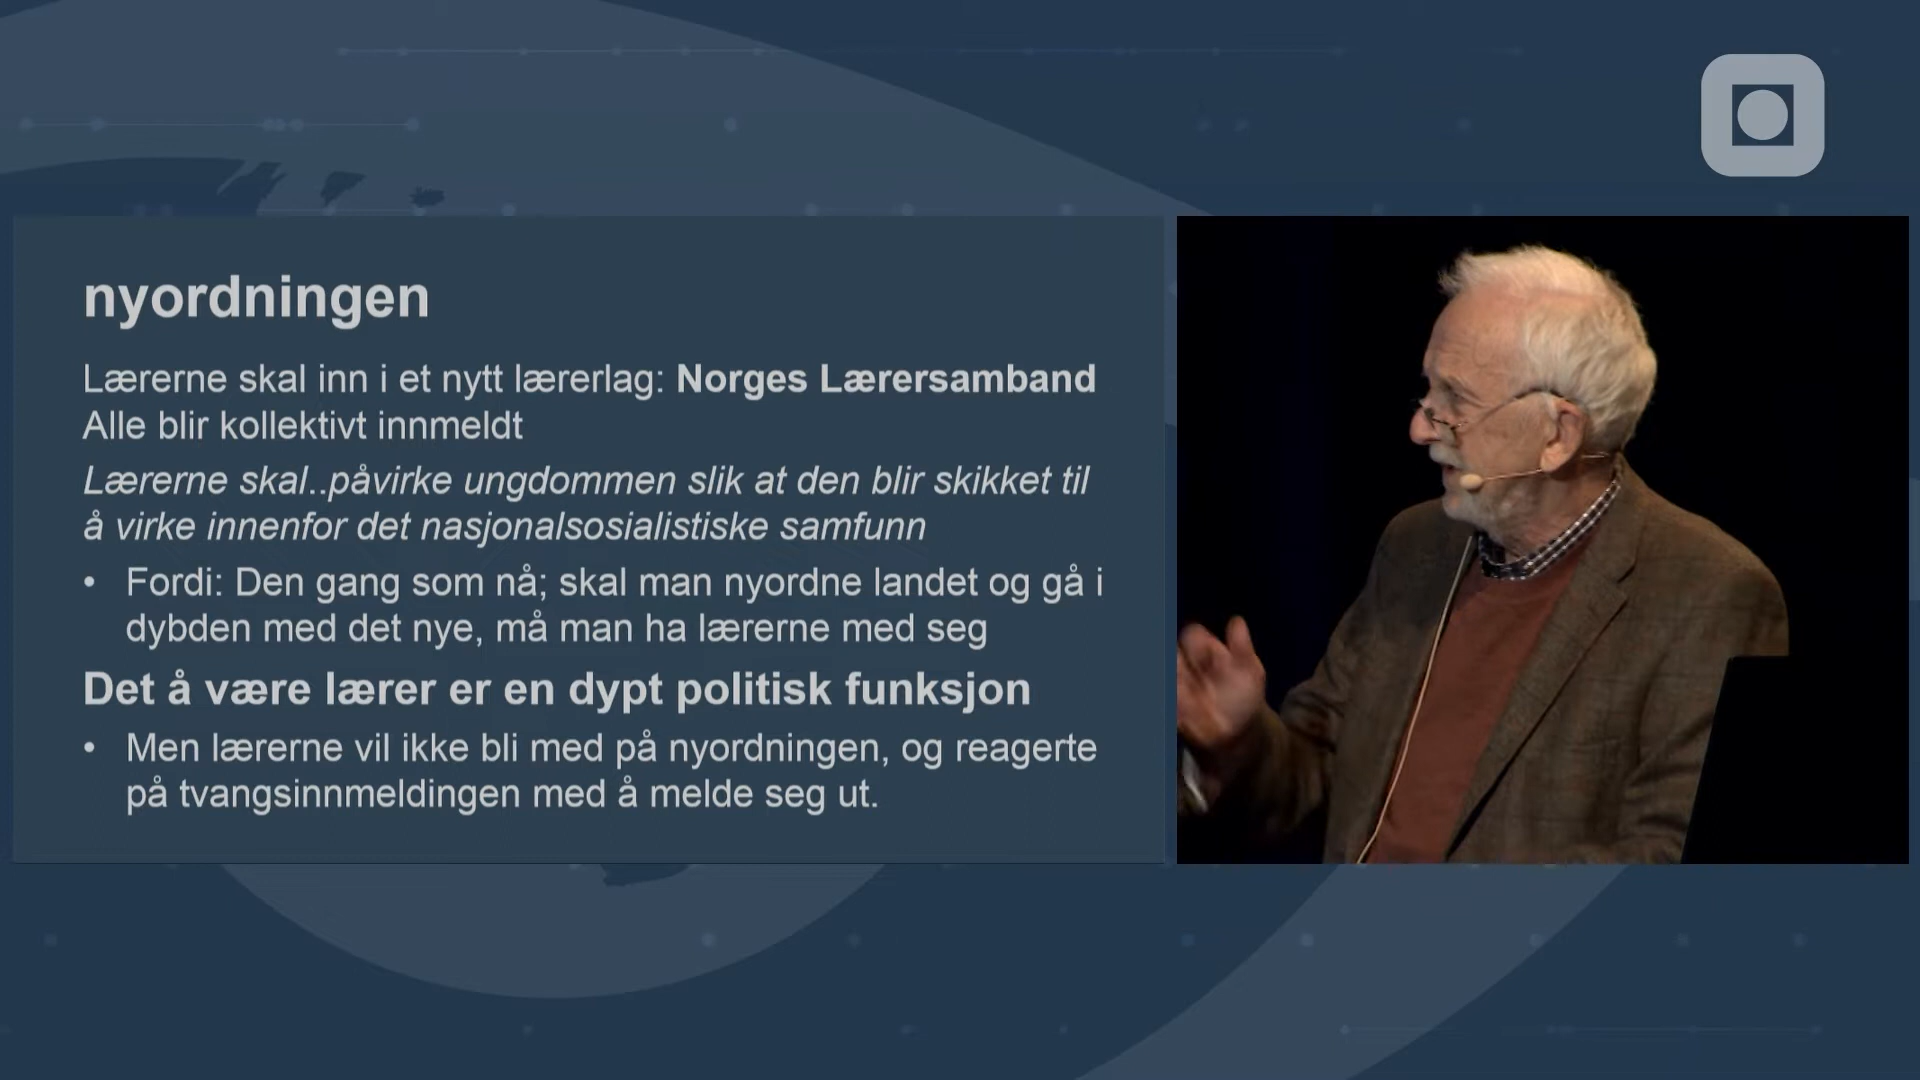 nyordningen
Lærerne skal inn i et nytt lærerlag: Norges Lærersamband
Alle blir kollektivt innmeldt
Lærerne skal..påvirke ungdommen slik at den blir skikket til
å virke innenfor det nasjonalsosialistiske samfunn
• Fordi: Den gang som nå; skal man nyordne landet og gå i
dybden med det nye, må man ha lærerne med seg
Det å være lærer er en dypt politisk funksjon
• Men lærerne vil ikke bli med på nyordningen, og reagerte
på tvangsinnmeldingen med å melde seg ut.